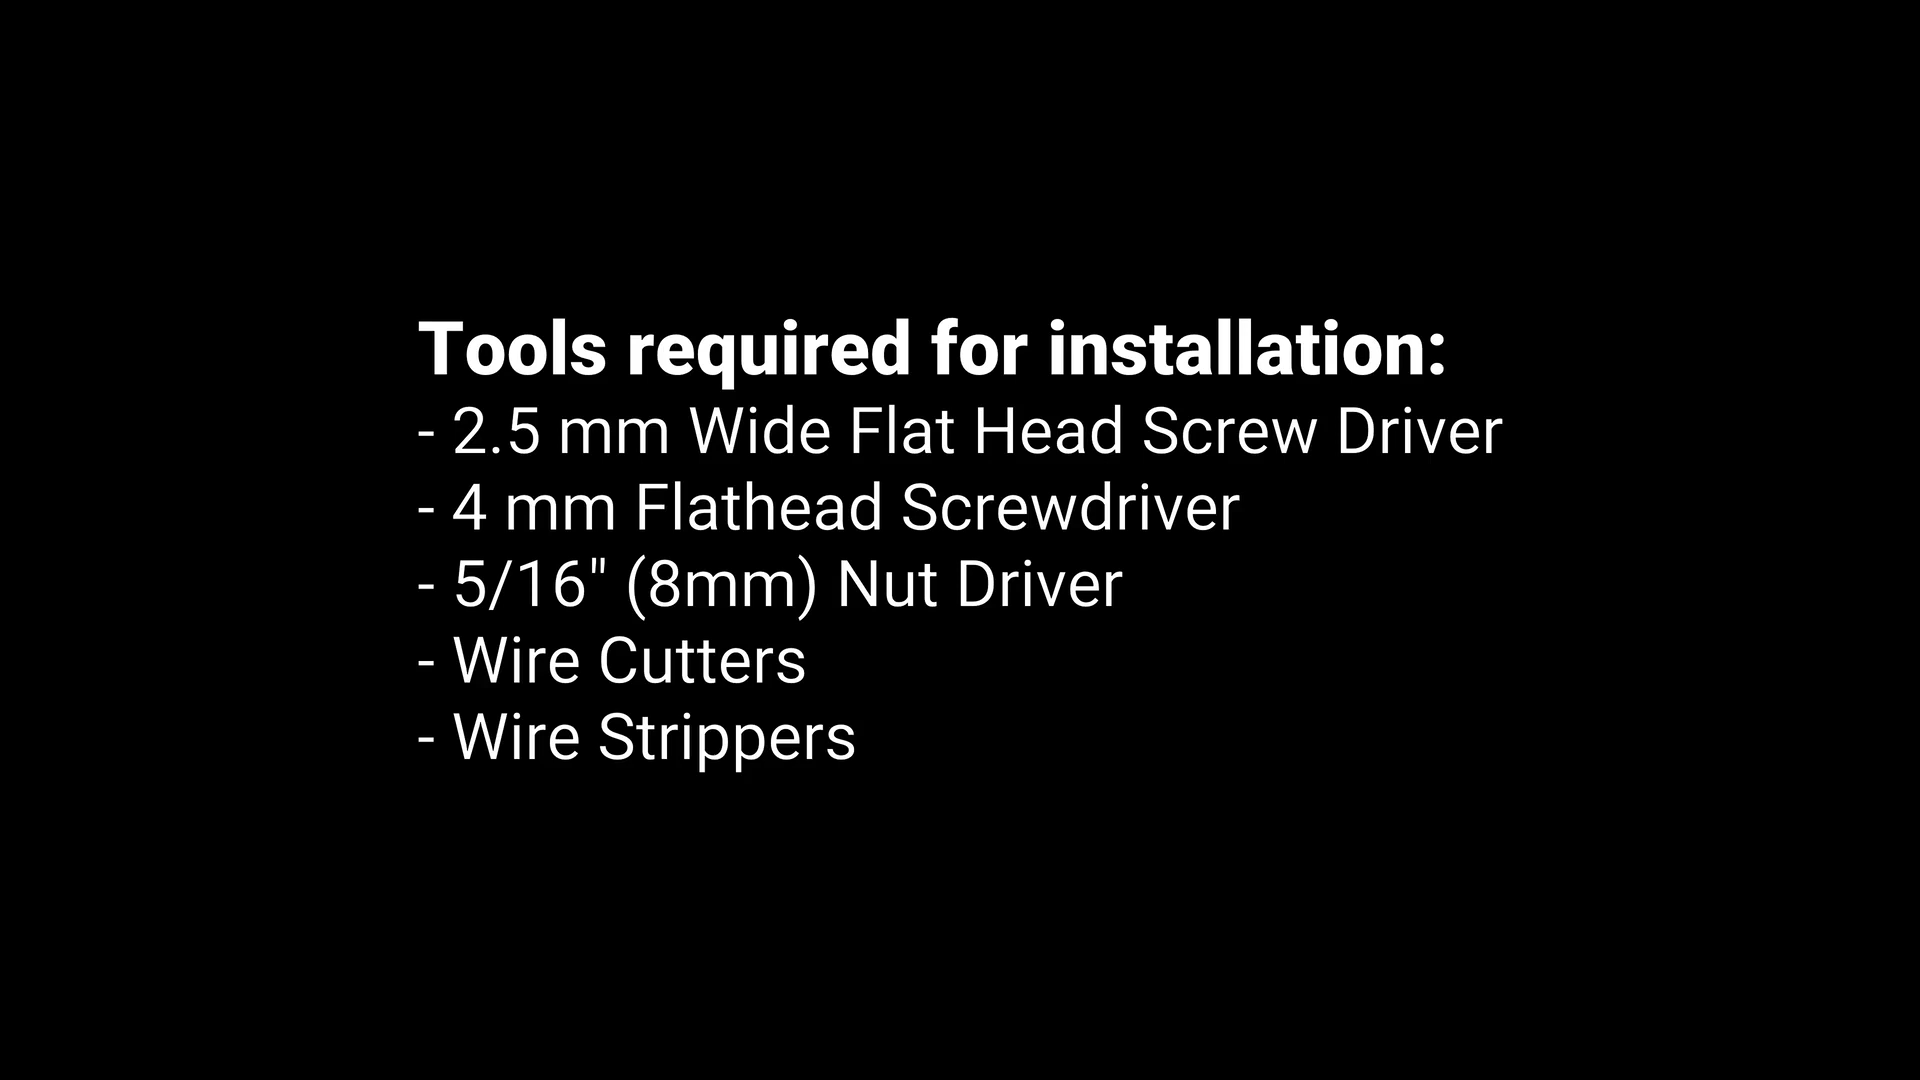 Tools required for installation:
- 2.5 mm Wide Flat Head Screw Driver
- 4 mm Flathead Screwdriver
- 5/16" (8mm) Nut Driver
- Wire Cutters
- Wire Strippers